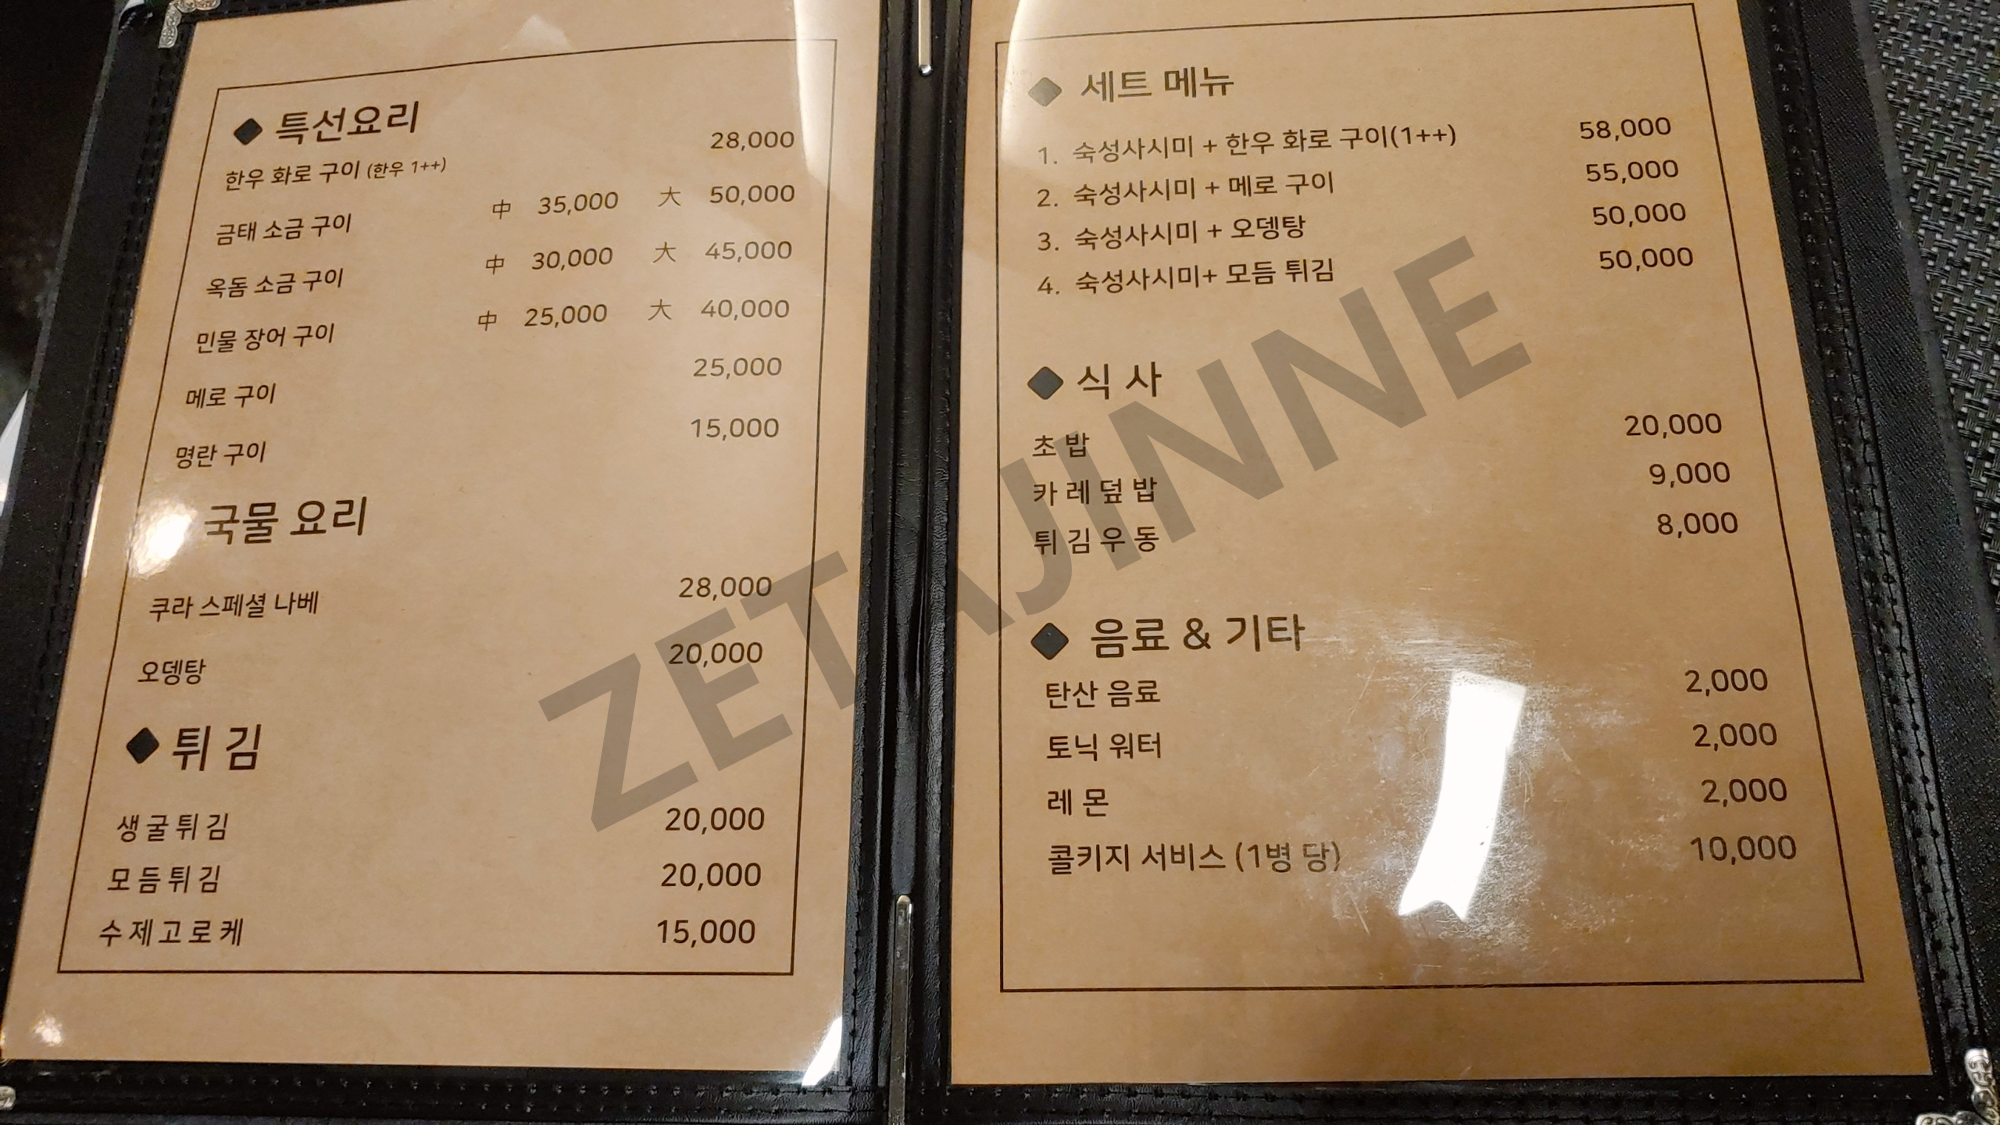 ◆ 특선요리
한우 화로 구이 (한우 1++) 28,000
금태 소금 구이 中 35,000 大 50,000
옥돔 소금 구이 中 30,000 大 45,000
민물 장어 구이 中 25,000 大 40,000
메로 구이 25,000
명란 구이 15,000
국물 요리
쿠라 스페셜 나베 28,000
오뎅탕 20,000
◆ 튀 김
생 굴 튀 김 20,000
모 듬 튀 김 20,000
수 제 고 로 케 15,000
◆ 세트 메뉴
1. 숙성사시미 + 한우 화로 구이(1++) 58,000
2. 숙성사시미 + 메로 구이 55,000
3. 숙성사시미 + 오뎅탕 50,000
4. 숙성사시미+ 모듬 튀김 50,000
◆ 식 사
초 밥 20,000
카 레 덮 밥 9,000
튀 김 우 동 8,000
◆ 음료 & 기타
탄산 음료 2,000
토닉 워터 2,000
레 몬 2,000
콜키지 서비스 (1병 당) 10,000
ZETAJINNE